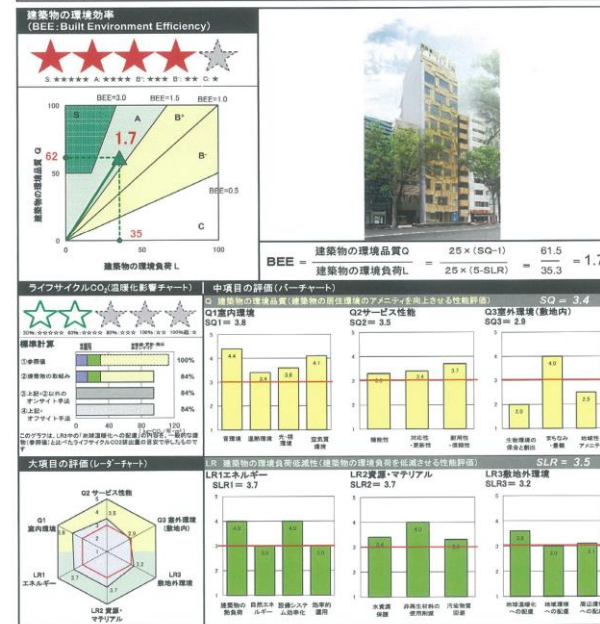 建築物の環境効率
(BEE:Built Environment Efficiency)
S: ★★★★★ A: ★★★★ B⁺: ★★★ B⁻: ★★ C: ★
BEE=3.0 BEE=1.5 BEE=1.0
100
S
A
B⁺
1.7
62
50
B⁻
BEE=0.5
C
35
0
0 50 100
建築物の環境品質 Q
建築物の環境負荷 L
BEE = 建築物の環境品質Q / 建築物の環境負荷L = 25×(SQ-1) / 25×(5-SLR) = 61.5 / 35.3 = 1.7
ライフサイクルCO₂(温暖化影響チャート)
標準計算
①参照値 100%
②建築物の取組み 84%
③上記+②以外の
オンサイト手法
84%
④上記+
オフサイト手法
84%
0 40 80 120
中項目の評価(バーチャート)
Q 建築物の環境品質(建築物の居住環境のアメニティを向上させる性能評価) SQ = 3.4
Q1室内環境
SQ1= 3.8
4.4 3.4 3.6 4.1
音環境 温熱環境 光・視環境 空気質環境
Q2サービス性能
SQ2= 3.5
3.3 3.4 3.7
機能性 対応性・更新性 耐用性・信頼性
Q3室外環境(敷地内)
SQ3= 2.9
2.0 4.0 2.5
生物環境の保全と創出 まちなみ・景観 地域性・アメニテ
大項目の評価(レーダーチャート)
Q2 サービス性能
Q1
室内環境
Q3 室外環境
(敷地内)
LR1
エネルギー
LR3
敷地外環境
LR2 資源・
マテリアル
LR 建築物の環境負荷低減性(建築物の環境負荷を低減させる性能評価) SLR = 3.5
LR1エネルギー
SLR1= 3.7
4.0 3.0 4.0 3.0
建築物の熱負荷 自然エネルギー 設備システム効率化 効率的運用
LR2資源・マテリアル
SLR2= 3.7
3.4 4.0 3.3
水資源保護 非再生材料の使用削減 汚染物質回避
LR3敷地外環境
SLR3= 3.2
3.6 3.0 3.1
地球温暖化への配慮 地域環境への配慮 周辺環境への配